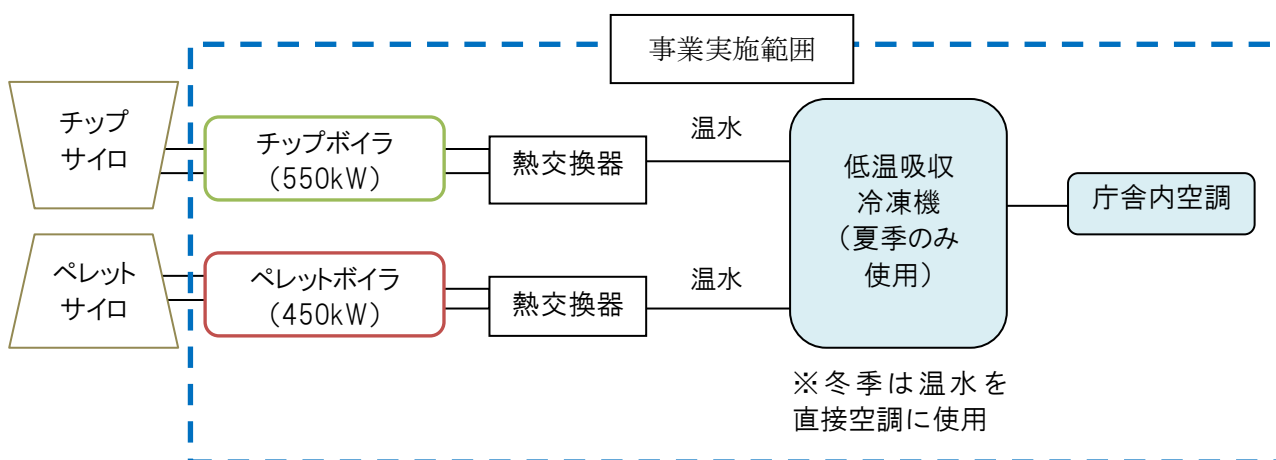 事業実施範囲
チップ
サイロ
チップボイラ
（550kW）
熱交換器
温水
低温吸収
冷凍機
（夏季のみ
使用）
庁舎内空調
ペレット
サイロ
ペレットボイラ
（450kW）
熱交換器
温水
※冬季は温水を
直接空調に使用